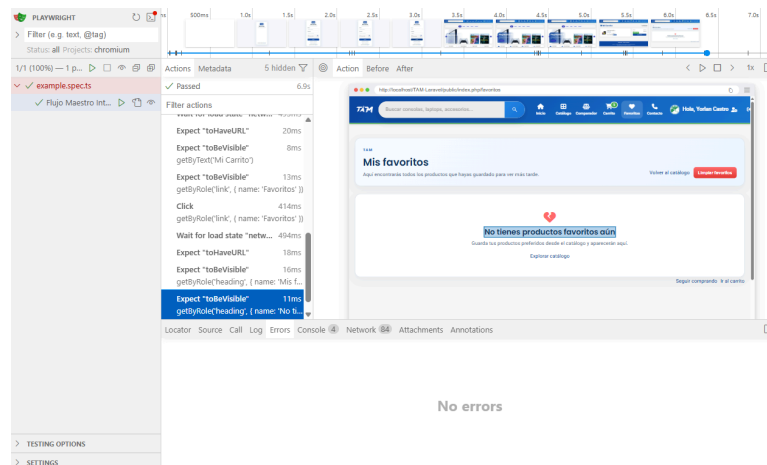 PLAYWRIGHT
Filter (e.g. text, @tag)
Status: all Projects: chromium
1/1 (100%) — 1 p...
example.spec.ts
Flujo Maestro Int...
TESTING OPTIONS
SETTINGS
500ms 1.0s 1.5s 2.0s 2.5s 3.0s 3.5s 4.0s 4.5s 5.0s 5.5s 6.0s 6.5s 7.0s
Actions Metadata 5 hidden
Passed 6.9s
Filter actions
Wait for load state "netw... 493ms
Expect "toHaveURL" 20ms
Expect "toBeVisible" 8ms
getByText('Mi Carrito')
Expect "toBeVisible" 13ms
getByRole('link', { name: 'Favoritos' })
Click 414ms
getByRole('link', { name: 'Favoritos' })
Wait for load state "netw... 494ms
Expect "toHaveURL" 18ms
Expect "toBeVisible" 16ms
getByRole('heading', { name: 'Mis f...
Expect "toBeVisible" 11ms
getByRole('heading', { name: 'No ti...
Action Before After 1x
http://localhost/TAM-Laravel/public/index.php/favoritos
TAM Buscar consolas, laptops, accesorios... Inicio Catálogo Comparador Carrito Favoritos Contacto Hola, Yorlan Castro
TAM
Mis favoritos
Aquí encontrarás todos los productos que hayas guardado para ver más tarde.
Volver al catálogo Limpiar favoritos
No tienes productos favoritos aún
Guarda tus productos preferidos desde el catálogo y aparecerán aquí.
Explorar catálogo
Seguir comprando Ir al carrito
Locator Source Call Log Errors Console 4 Network 84 Attachments Annotations
No errors